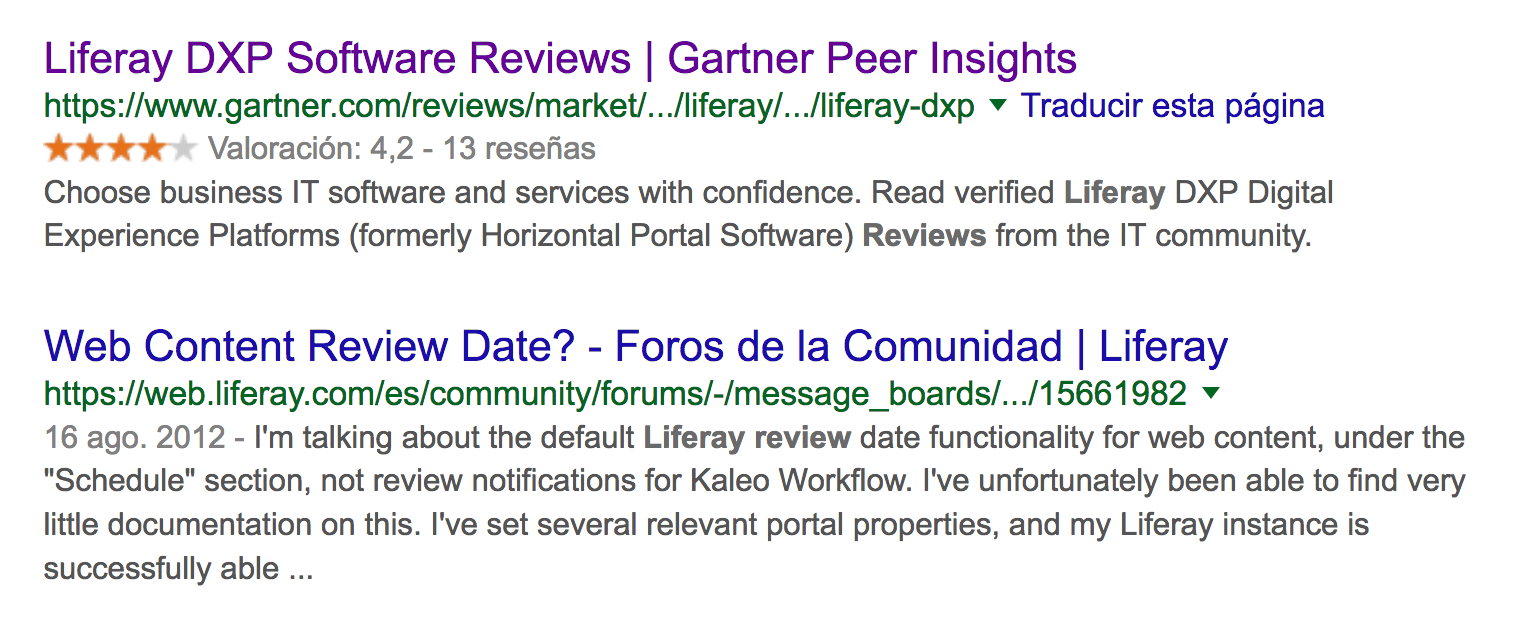 Liferay DXP Software Reviews | Gartner Peer Insights
https://www.gartner.com/reviews/market/.../liferay/.../liferay-dxp ▼ Traducir esta página
Valoración: 4,2 - 13 reseñas
Choose business IT software and services with confidence. Read verified Liferay DXP Digital
Experience Platforms (formerly Horizontal Portal Software) Reviews from the IT community.
Web Content Review Date? - Foros de la Comunidad | Liferay
https://web.liferay.com/es/community/forums/-/message_boards/.../15661982 ▼
16 ago. 2012 - I'm talking about the default Liferay review date functionality for web content, under the
"Schedule" section, not review notifications for Kaleo Workflow. I've unfortunately been able to find very
little documentation on this. I've set several relevant portal properties, and my Liferay instance is
successfully able ...